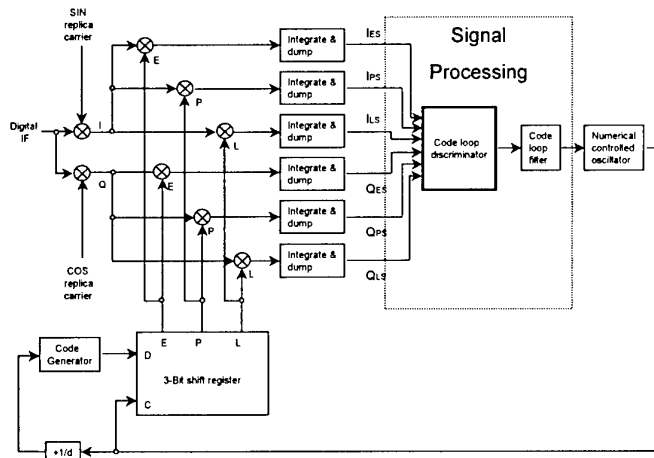 SIN
replica
carrier
E
Integrate &
dump
IES
Signal
Processing
P
Integrate &
dump
IPS
Digital
IF
I
L
Integrate &
dump
ILS
Code loop
discriminator
Code
loop
filter
Numerical
controlled
oscillator
Q
E
Integrate &
dump
QES
P
Integrate &
dump
QPS
COS
replica
carrier
L
Integrate &
dump
QLS
E P L
Code
Generator
D
3-Bit shift register
C
+1/d